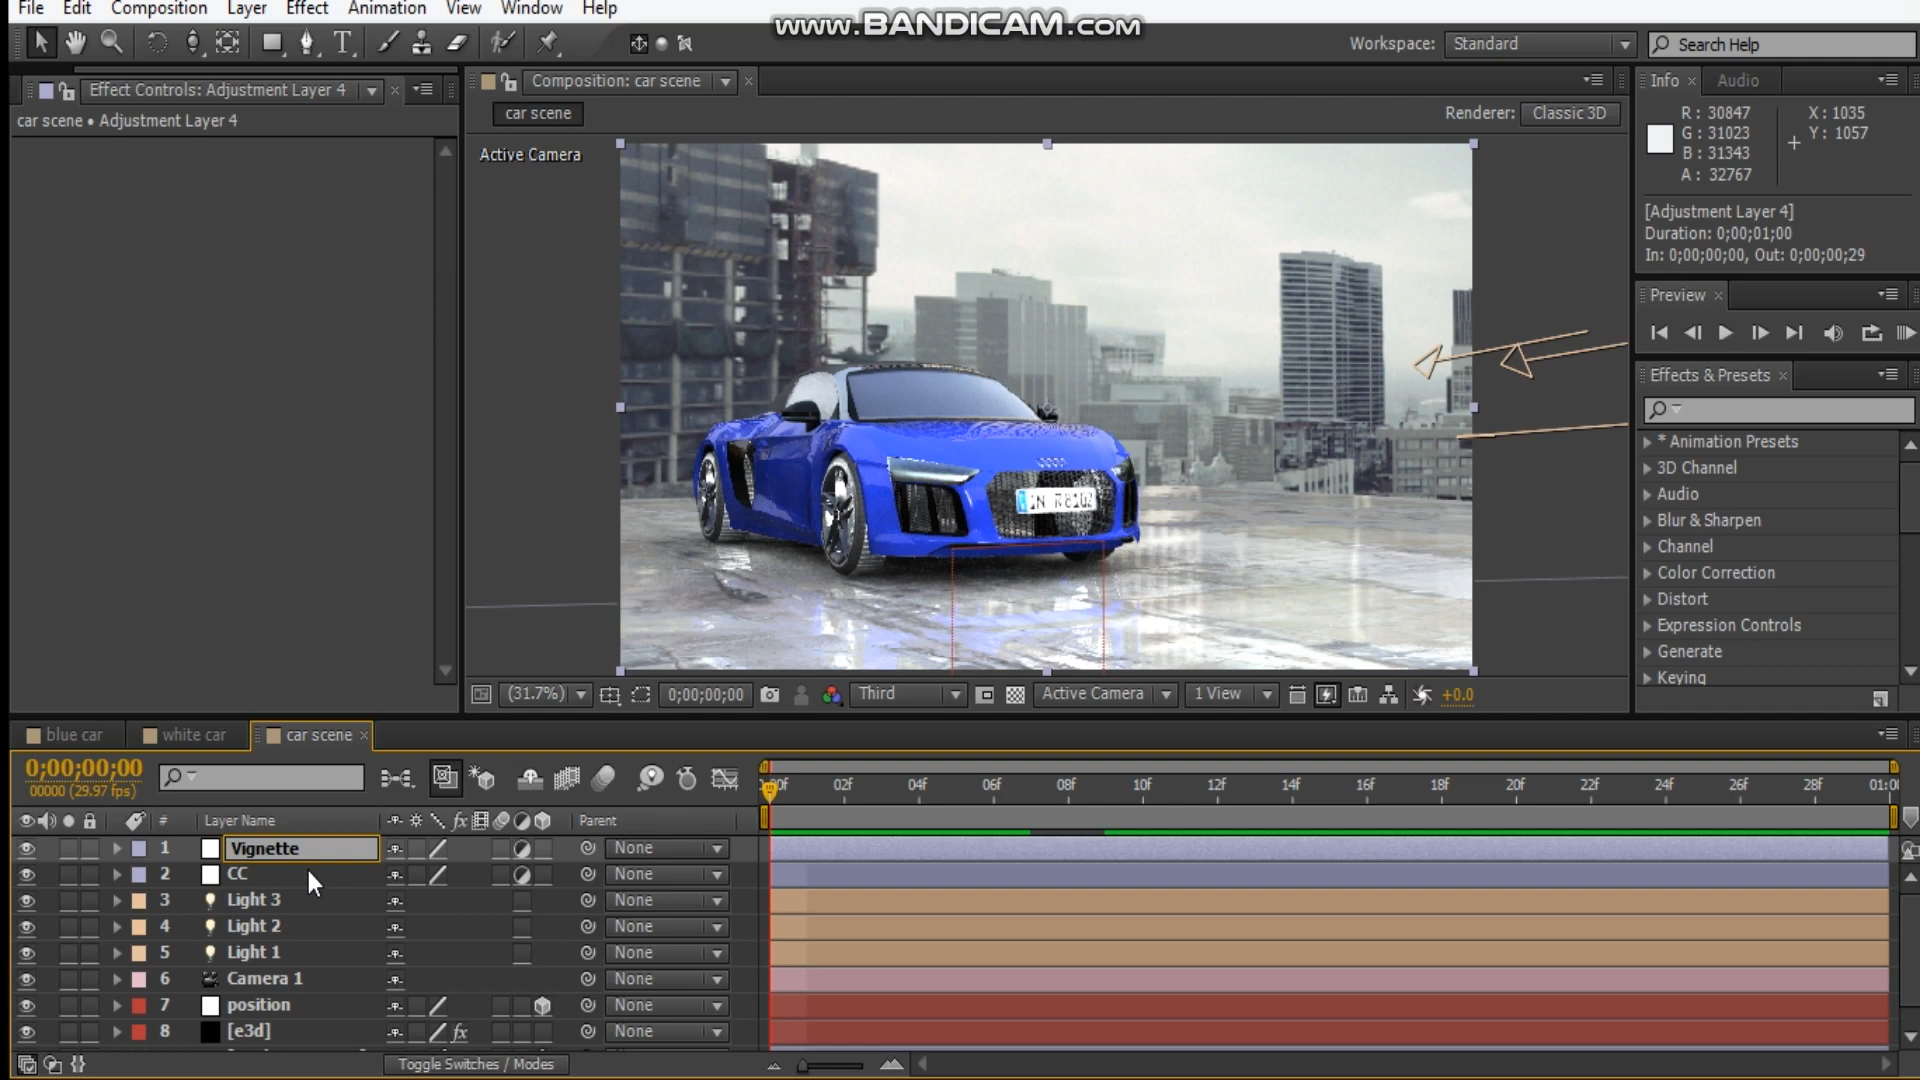 File Edit Composition Layer Effect Animation View Window Help
www.BANDICAM.com
Workspace: Standard
Search Help
Effect Controls: Adjustment Layer 4
car scene • Adjustment Layer 4
Composition: car scene
car scene
Renderer: Classic 3D
Active Camera
(31.7%) 0;00;00;00 Third Active Camera 1 View +0.0
Info Audio
R: 30847
G: 31023
B: 31343
A: 32767
X: 1035
Y: 1057
[Adjustment Layer 4]
Duration: 0;00;01;00
In: 0;00;00;00, Out: 0;00;00;29
Preview
Effects & Presets
* Animation Presets
3D Channel
Audio
Blur & Sharpen
Channel
Color Correction
Distort
Expression Controls
Generate
Keying
blue car white car car scene
0;00;00;00
00000 (29.97 fps)
02f 04f 06f 08f 10f 12f 14f 16f 18f 20f 22f 24f 26f 28f
# Layer Name fx Parent
1 Vignette None
2 CC None
3 Light 3 None
4 Light 2 None
5 Light 1 None
6 Camera 1 None
7 position None
8 [e3d] fx None
Toggle Switches / Modes